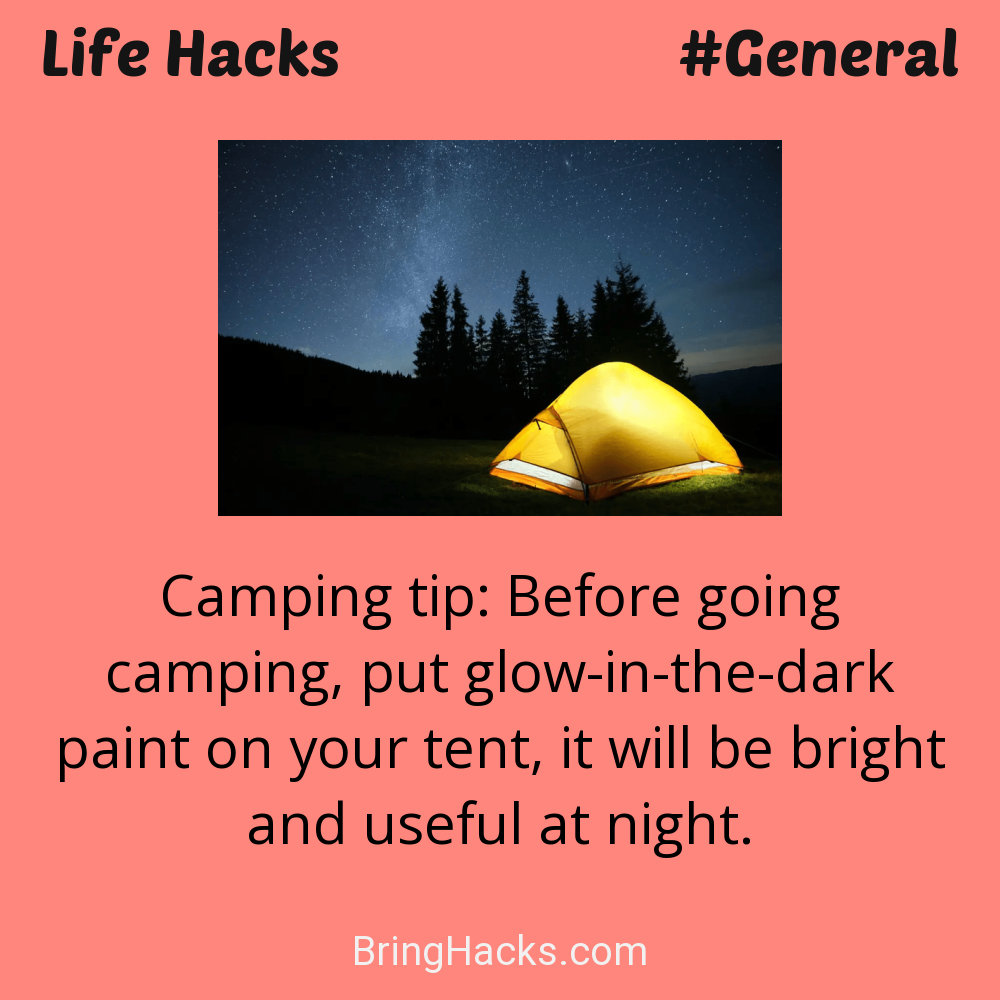 Life Hacks
#General
Camping tip: Before going
camping, put glow-in-the-dark
paint on your tent, it will be bright
and useful at night.
BringHacks.com